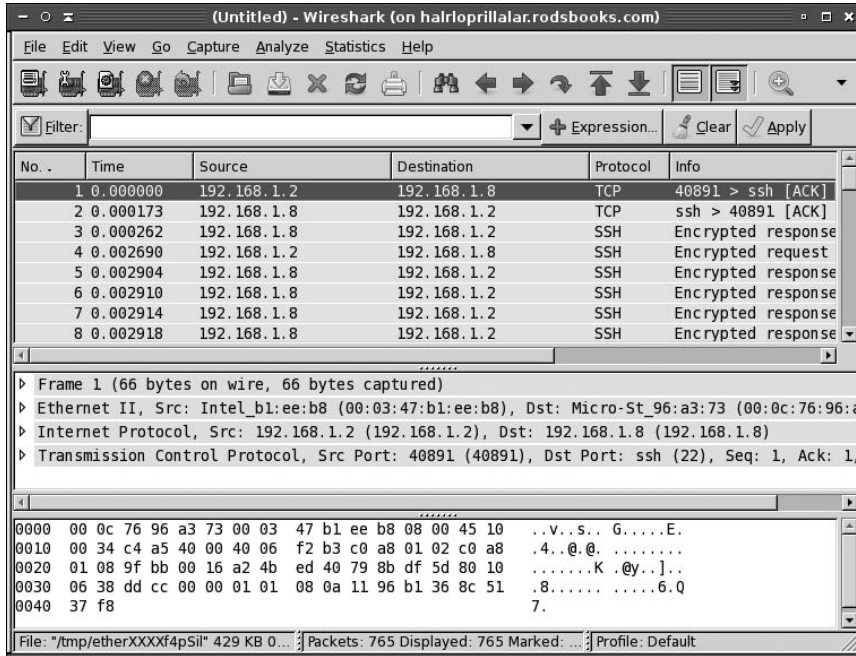 (Untitled) - Wireshark (on halrloprillalar.rodsbooks.com)
File Edit View Go Capture Analyze Statistics Help
Filter: Expression... Clear Apply
No. . Time Source Destination Protocol Info
1 0.000000 192.168.1.2 192.168.1.8 TCP 40891 > ssh [ACK]
2 0.000173 192.168.1.8 192.168.1.2 TCP ssh > 40891 [ACK]
3 0.000262 192.168.1.8 192.168.1.2 SSH Encrypted response
4 0.002690 192.168.1.2 192.168.1.8 SSH Encrypted request
5 0.002904 192.168.1.8 192.168.1.2 SSH Encrypted response
6 0.002910 192.168.1.8 192.168.1.2 SSH Encrypted response
7 0.002914 192.168.1.8 192.168.1.2 SSH Encrypted response
8 0.002918 192.168.1.8 192.168.1.2 SSH Encrypted response
Frame 1 (66 bytes on wire, 66 bytes captured)
Ethernet II, Src: Intel_b1:ee:b8 (00:03:47:b1:ee:b8), Dst: Micro-St_96:a3:73 (00:0c:76:96:a
Internet Protocol, Src: 192.168.1.2 (192.168.1.2), Dst: 192.168.1.8 (192.168.1.8)
Transmission Control Protocol, Src Port: 40891 (40891), Dst Port: ssh (22), Seq: 1, Ack: 1,
0000 00 0c 76 96 a3 73 00 03 47 b1 ee b8 08 00 45 10 ..v..s.. G.....E.
0010 00 34 c4 a5 40 00 40 06 f2 b3 c0 a8 01 02 c0 a8 .4..@.@. ........
0020 01 08 9f bb 00 16 a2 4b ed 40 79 8b df 5d 80 10 .......K .@y..]..
0030 06 38 dd cc 00 00 01 01 08 0a 11 96 b1 36 8c 51 .8...... .....6.Q
0040 37 f8 7.
File: "/tmp/etherXXXXf4pSil" 429 KB 0... Packets: 765 Displayed: 765 Marked: ... Profile: Default